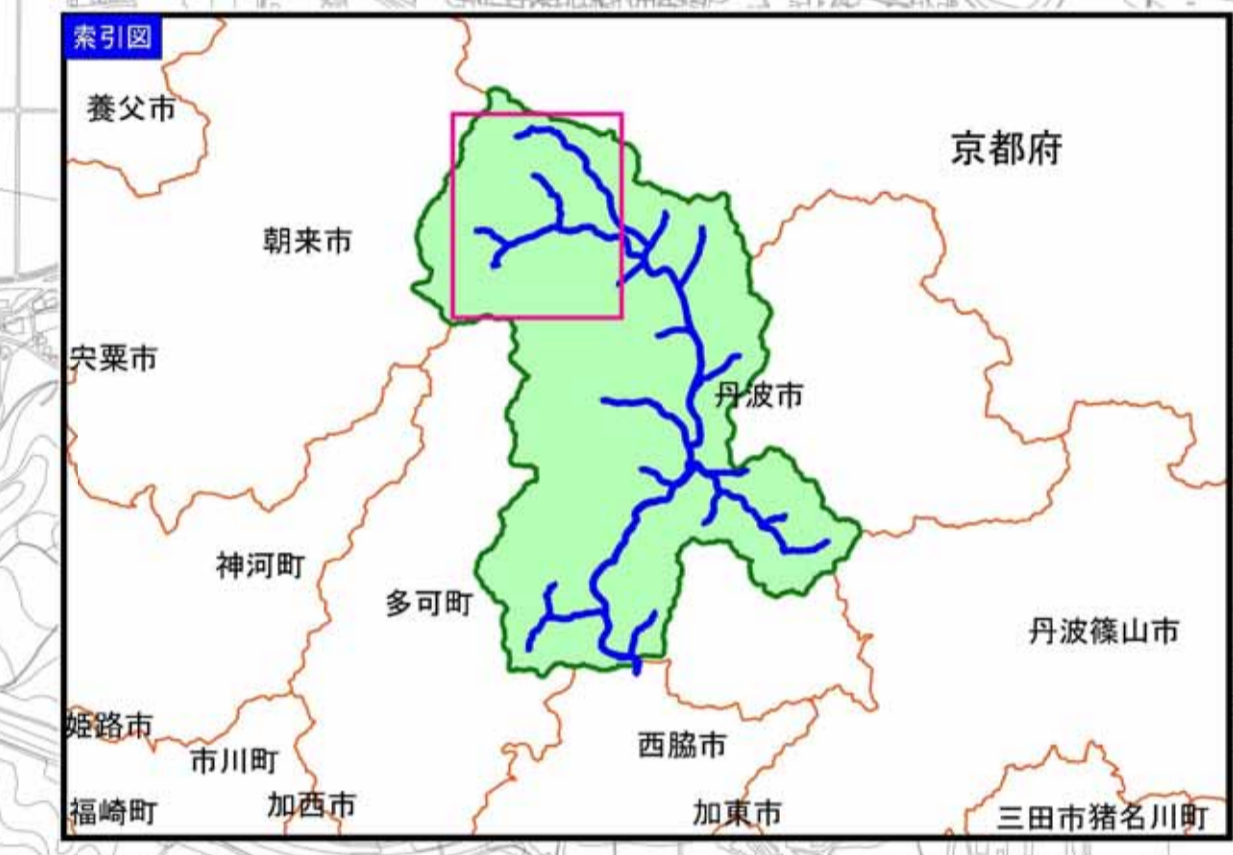 索引図
養父市
京都府
朝来市
宍粟市
丹波市
神河町
多可町
丹波篠山市
姫路市
西脇市
市川町
加西市
福崎町
加東市
三田市猪名川町